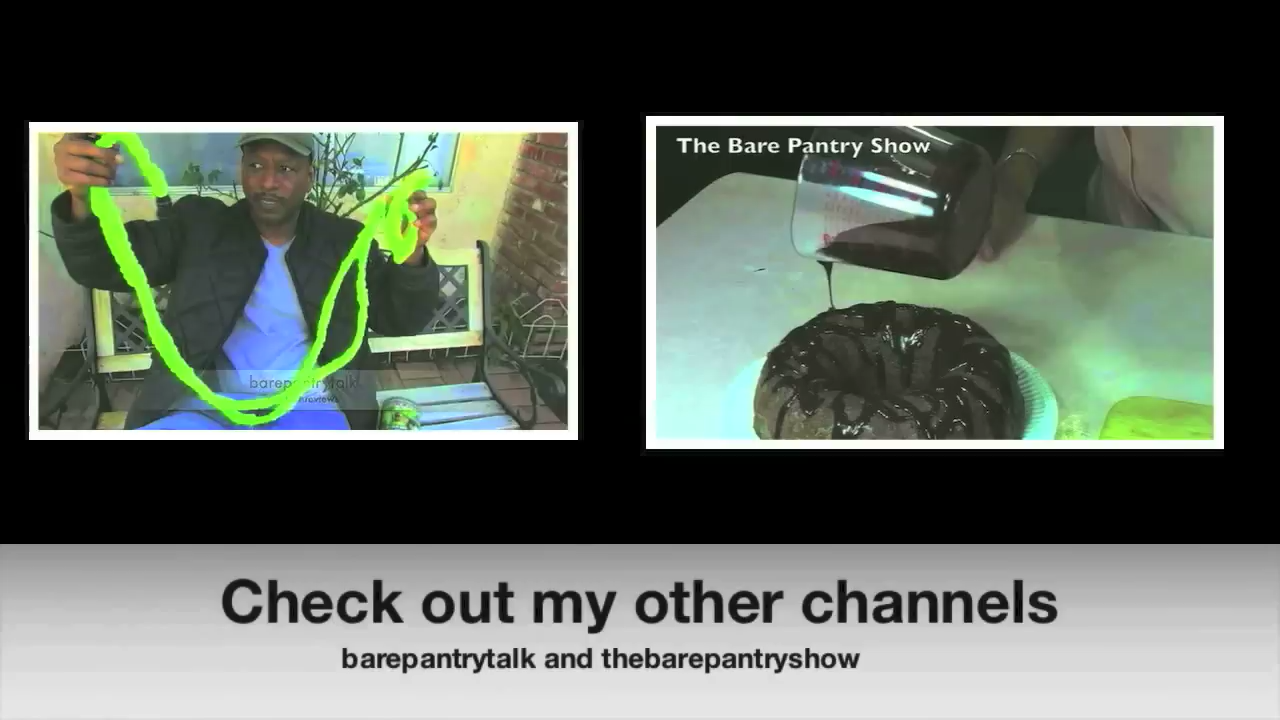 The Bare Pantry Show
barepantrytalk
Check out my other channels
barepantrytalk and thebarepantryshow